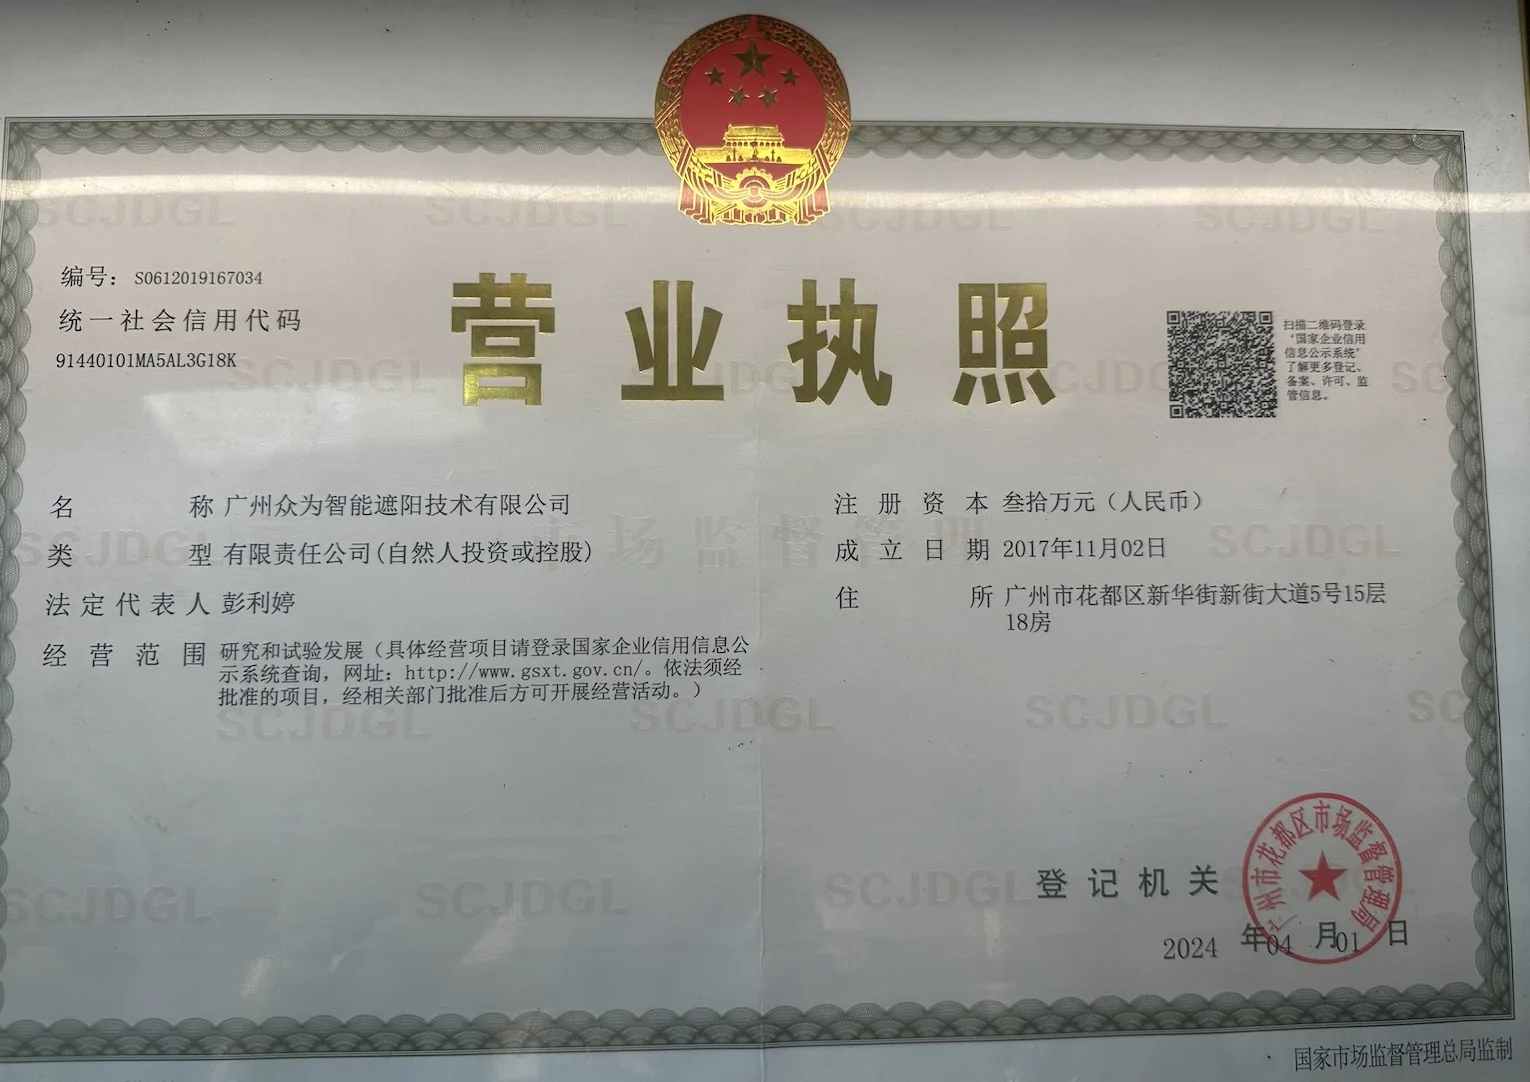 编号： S0612019167034
统一社会信用代码
91440101MA5AL3G18K
营业执照
扫描二维码登录
“国家企业信用
信息公示系统”
了解更多登记、
备案、许可、监
管信息。
名称 广州众为智能遮阳技术有限公司
类型 有限责任公司(自然人投资或控股)
法定代表人 彭利婷
经营范围 研究和试验发展（具体经营项目请登录国家企业信用信息公
示系统查询，网址：http://www.gsxt.gov.cn/。依法须经
批准的项目，经相关部门批准后方可开展经营活动。）
注册资本 叁拾万元（人民币）
成立日期 2017年11月02日
住所 广州市花都区新华街新街大道5号15层
18房
市场监督管理
SCJDGL
登记机关
广州市花都区市场监督管理局
2024 年04 月01 日
国家市场监督管理总局监制